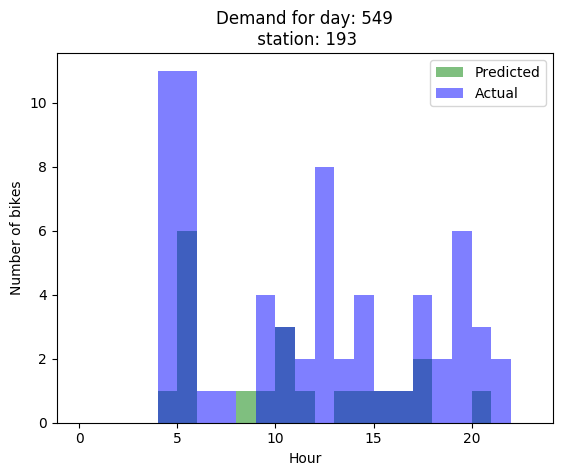 Demand for day: 549
station: 193
Predicted
Actual
Number of bikes
10
8
6
4
2
0
0
5
10
15
20
Hour